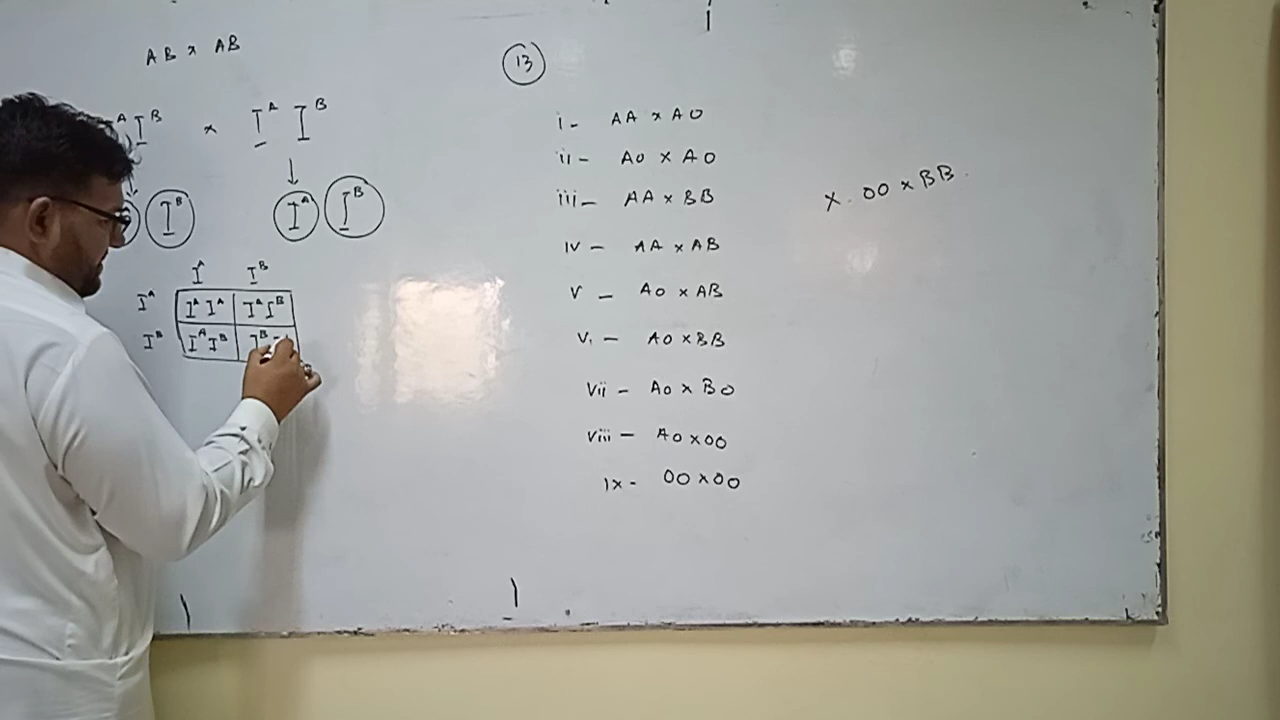 AB × AB
I^A I^B × I^A I^B
I^B I^A I^B
I^A I^B
I^A I^A I^A I^A I^B
I^B I^A I^B I^B
13
i - AA × AO
ii - AO × AO
iii - AA × BB
iv - AA × AB
v - AO × AB
vi - AO × BB
vii - AO × BO
viii - AO × OO
ix - OO × OO
x. OO × BB.